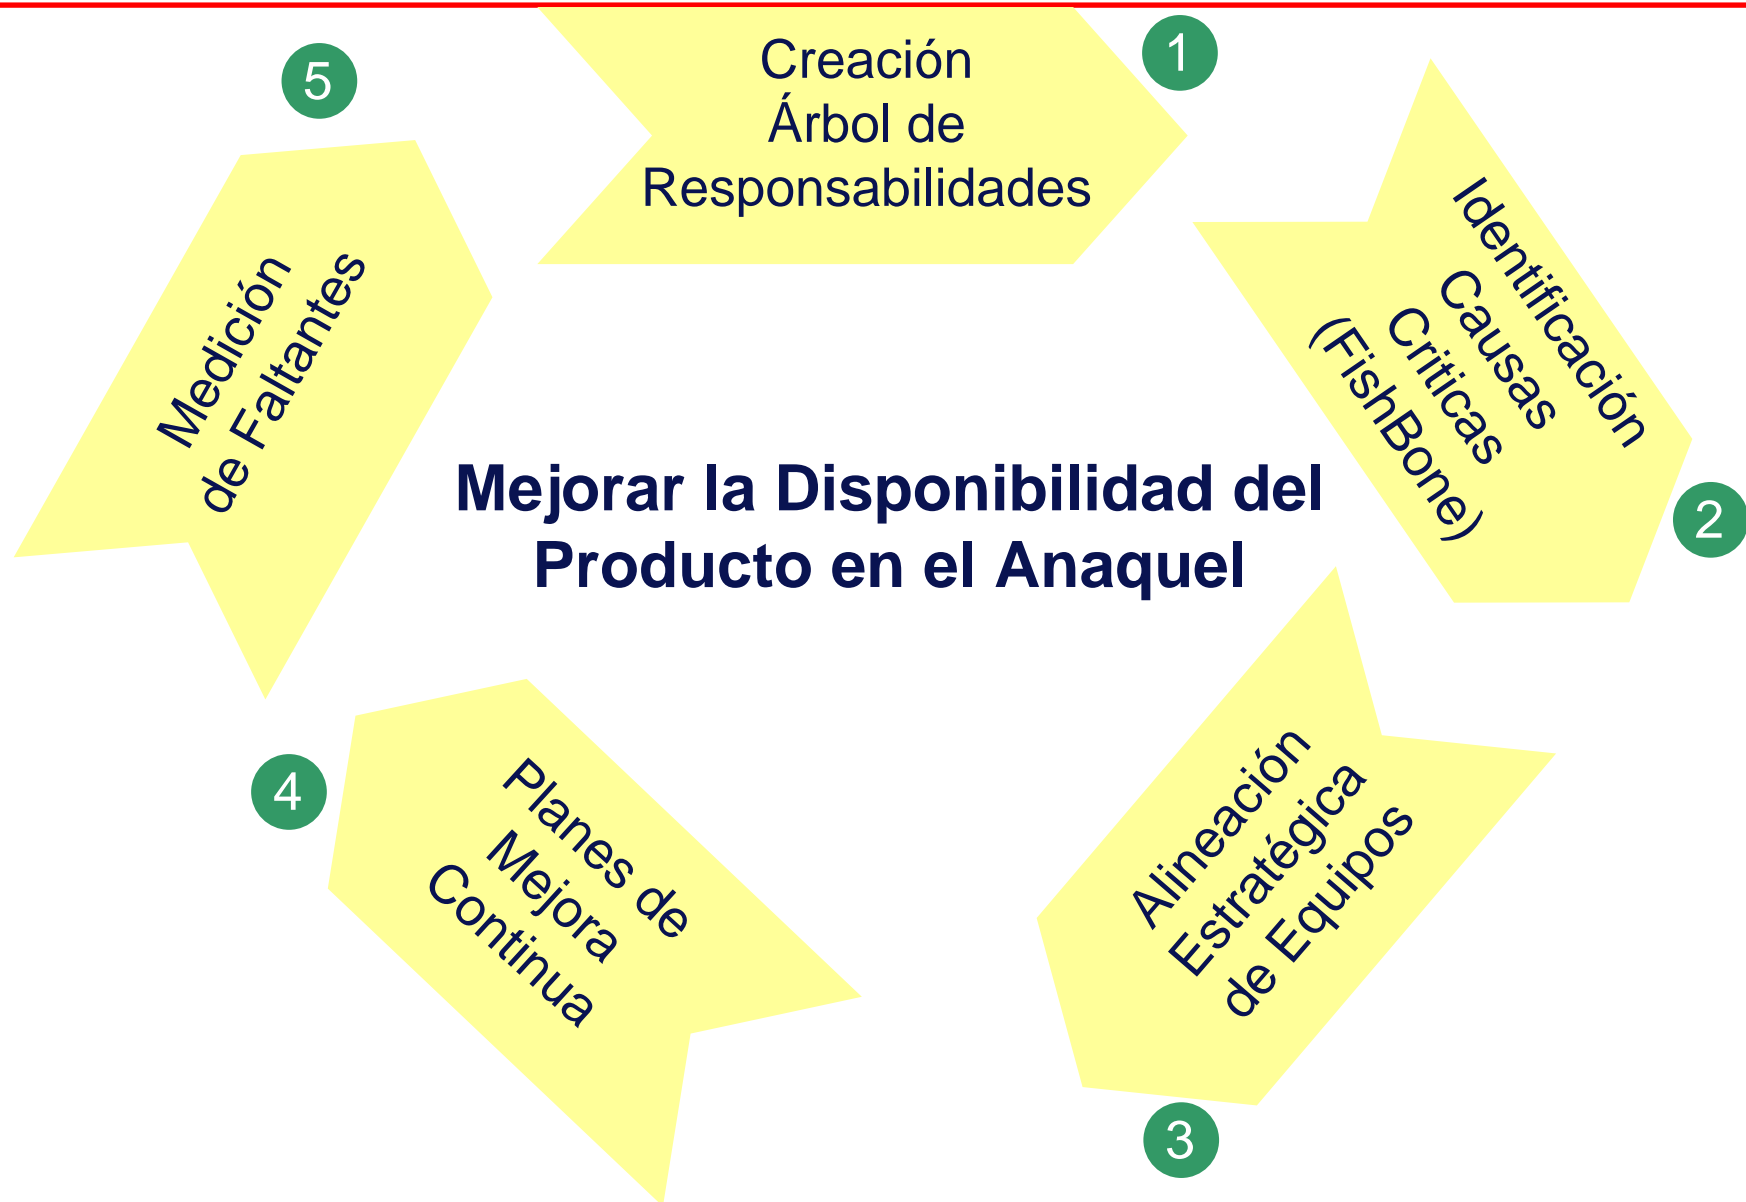 1
Creación
Árbol de
Responsabilidades
2
Identificación
Causas
Criticas
(FishBone)
3
Alineación
Estratégica
de Equipos
4
Planes de
Mejora
Continua
5
Medición
de Faltantes
Mejorar la Disponibilidad del
Producto en el Anaquel